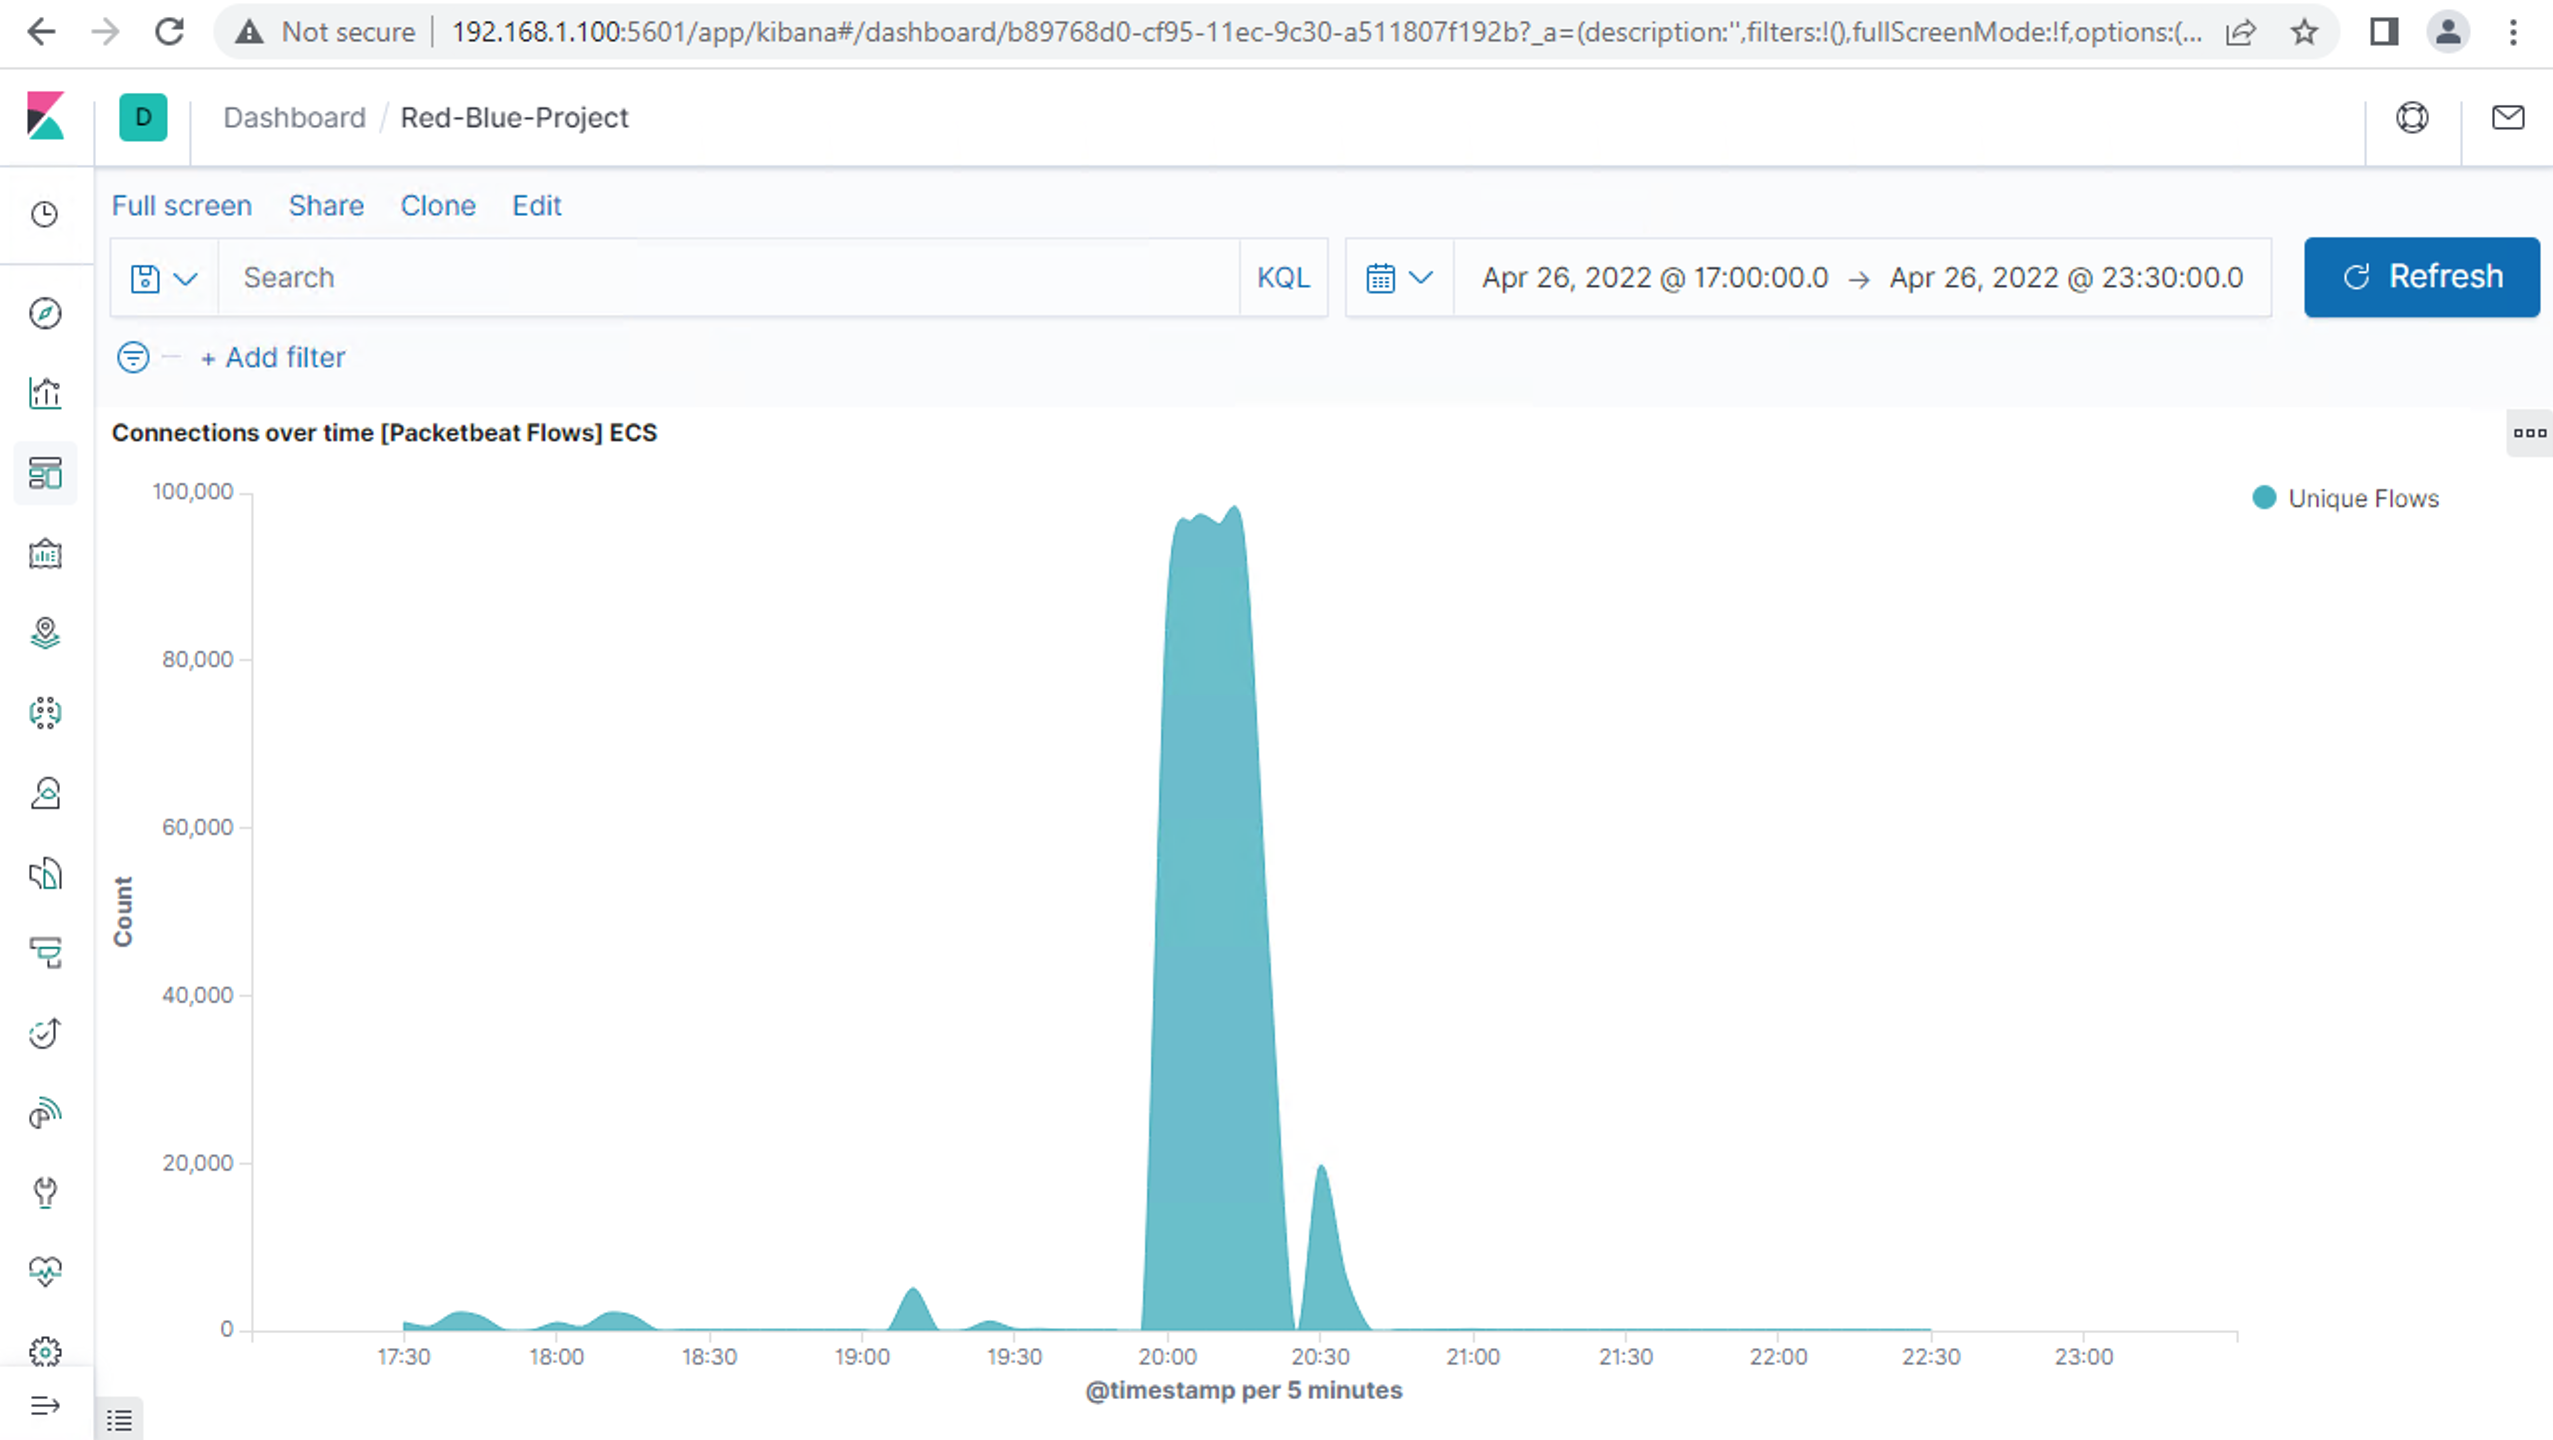 Not secure 192.168.1.100:5601/app/kibana#/dashboard/b89768d0-cf95-11ec-9c30-a511807f192b?_a=(description:'',filters:!(),fullScreenMode:!f,options:(...
D Dashboard / Red-Blue-Project
Full screen Share Clone Edit
Search KQL Apr 26, 2022 @ 17:00:00.0 → Apr 26, 2022 @ 23:30:00.0 Refresh
+ Add filter
Connections over time [Packetbeat Flows] ECS
Unique Flows
100,000
80,000
60,000
40,000
20,000
0
Count
17:30 18:00 18:30 19:00 19:30 20:00 20:30 21:00 21:30 22:00 22:30 23:00
@timestamp per 5 minutes